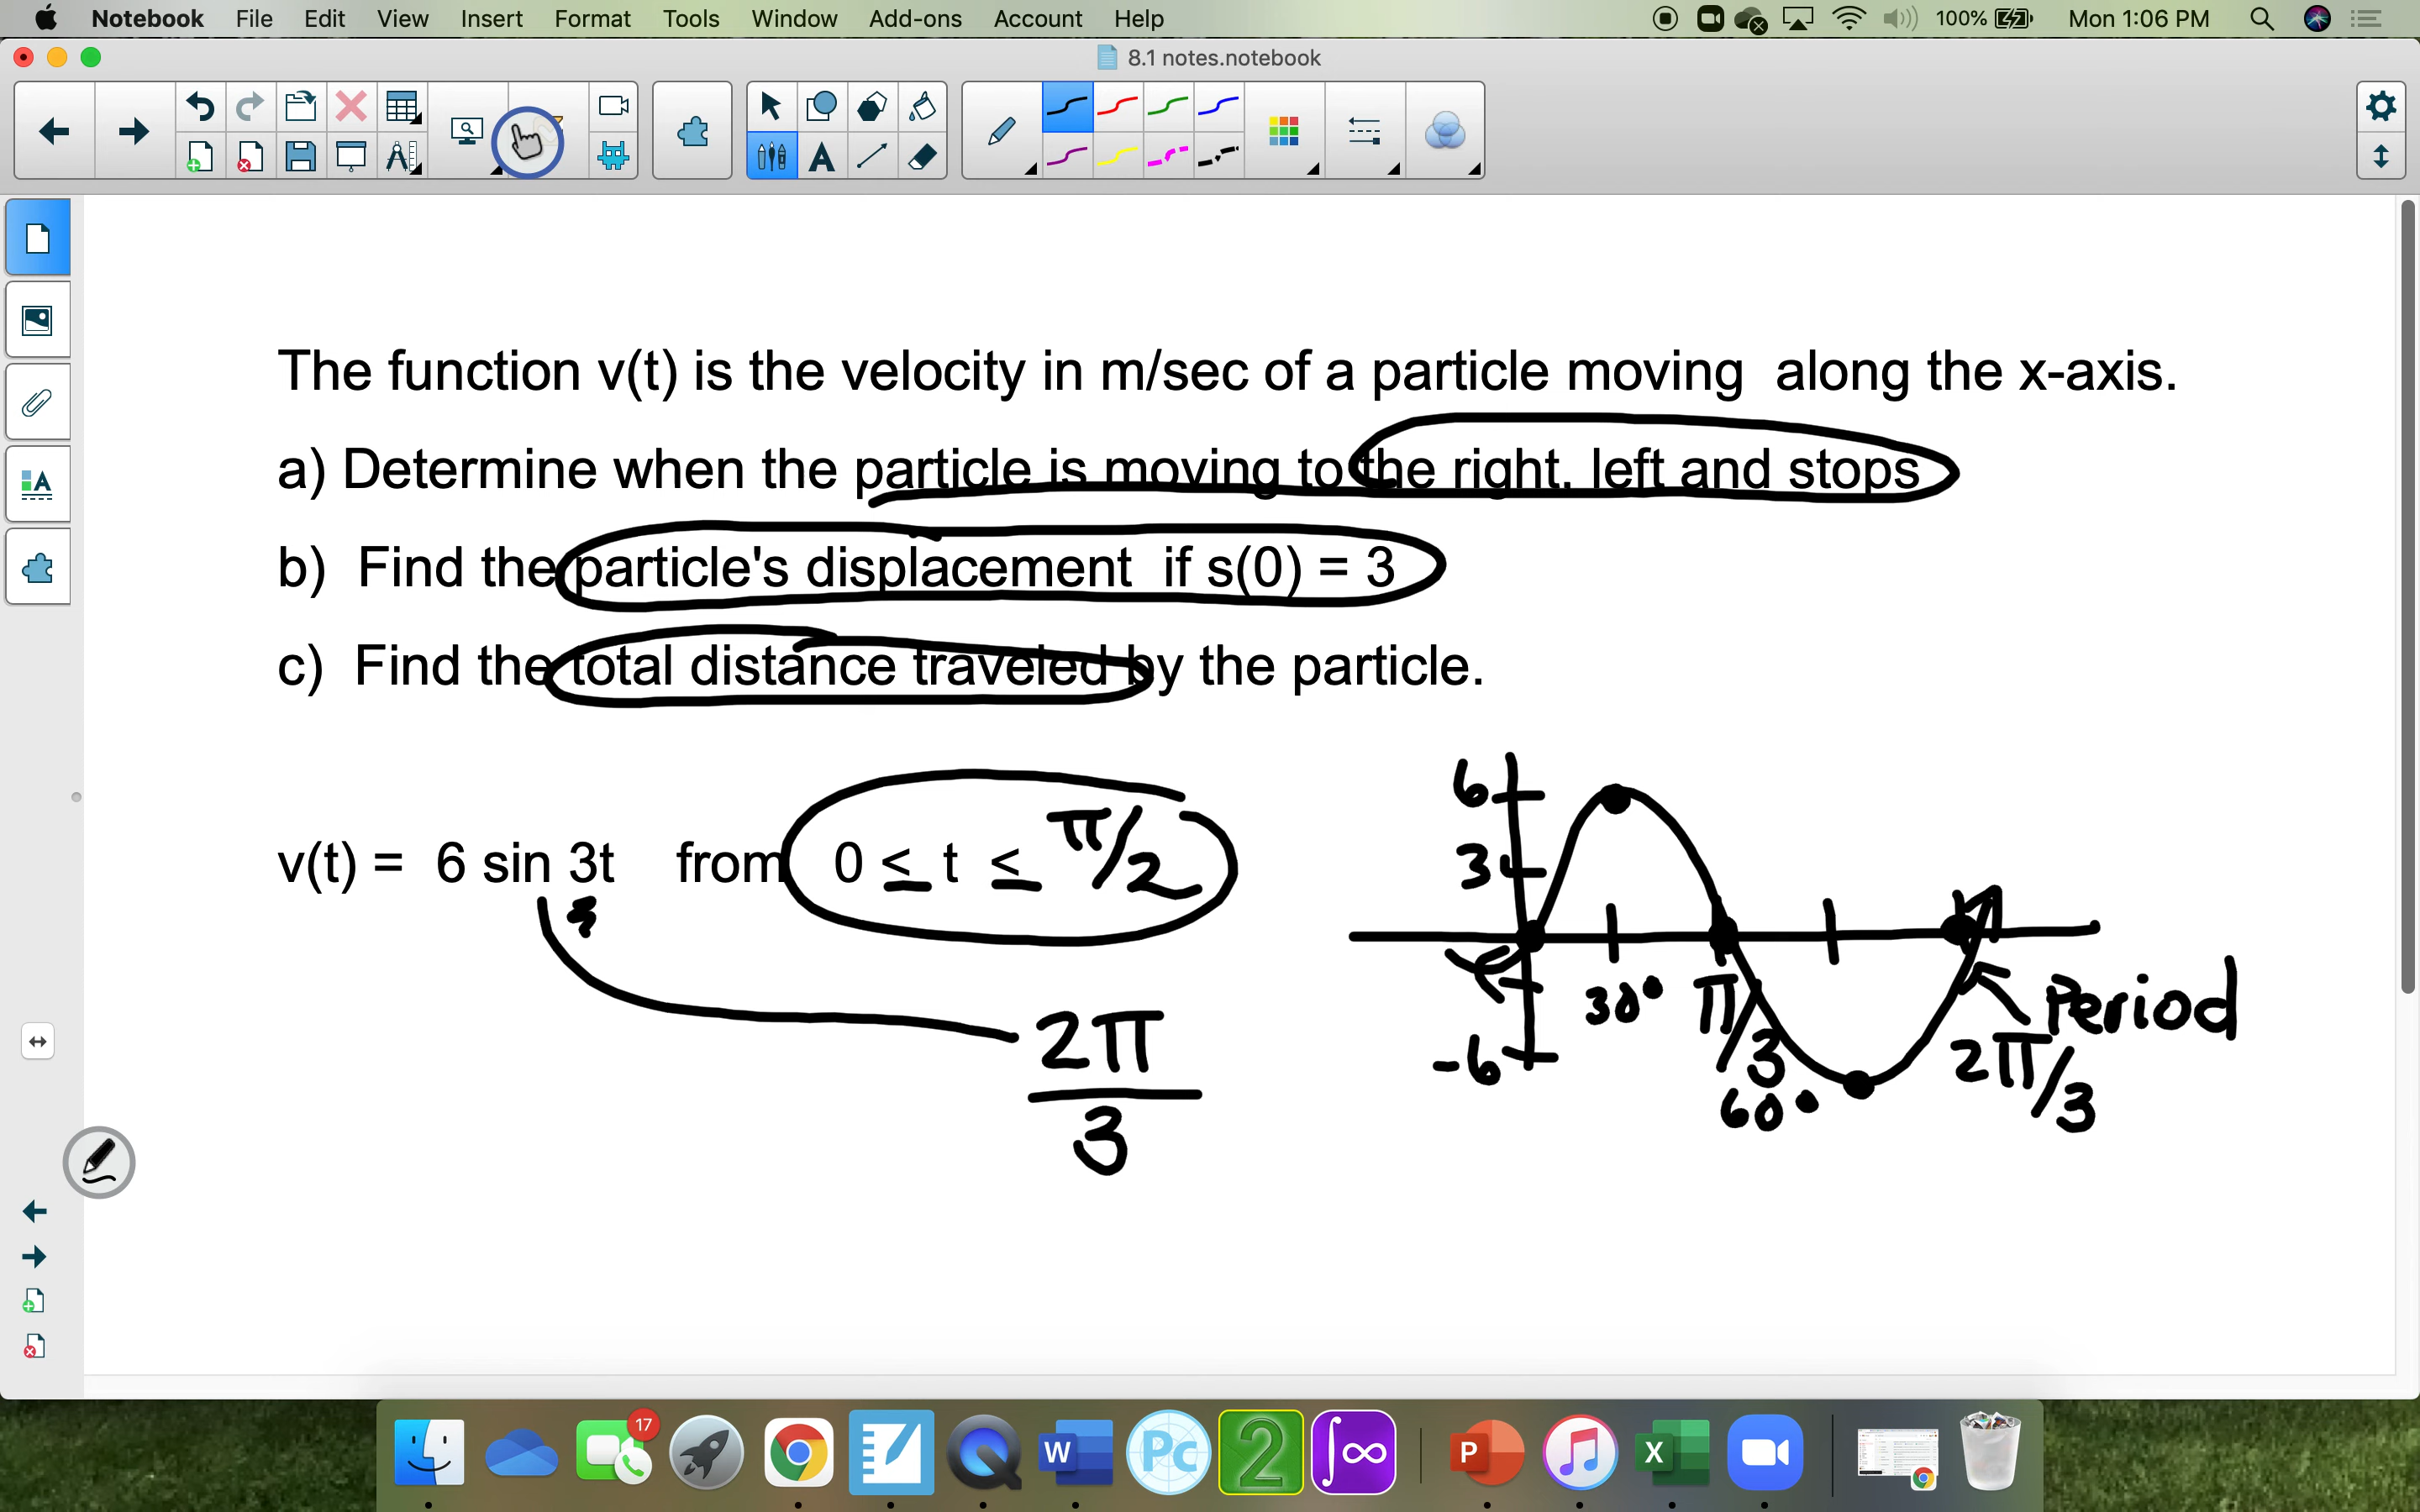 Notebook File Edit View Insert Format Tools Window Add-ons Account Help 100% Mon 1:06 PM
8.1 notes.notebook
A
A
The function v(t) is the velocity in m/sec of a particle moving along the x-axis.
a) Determine when the particle is moving to the right, left and stops
b) Find the particle's displacement if s(0) = 3
c) Find the total distance traveled by the particle.
v(t) = 6 sin 3t from 0 ≤ t ≤ π/2
3
2π
3
6
3
-6
30° π/3
60°
Period
2π/3
17
W
Pc
2
∫∞
P
X